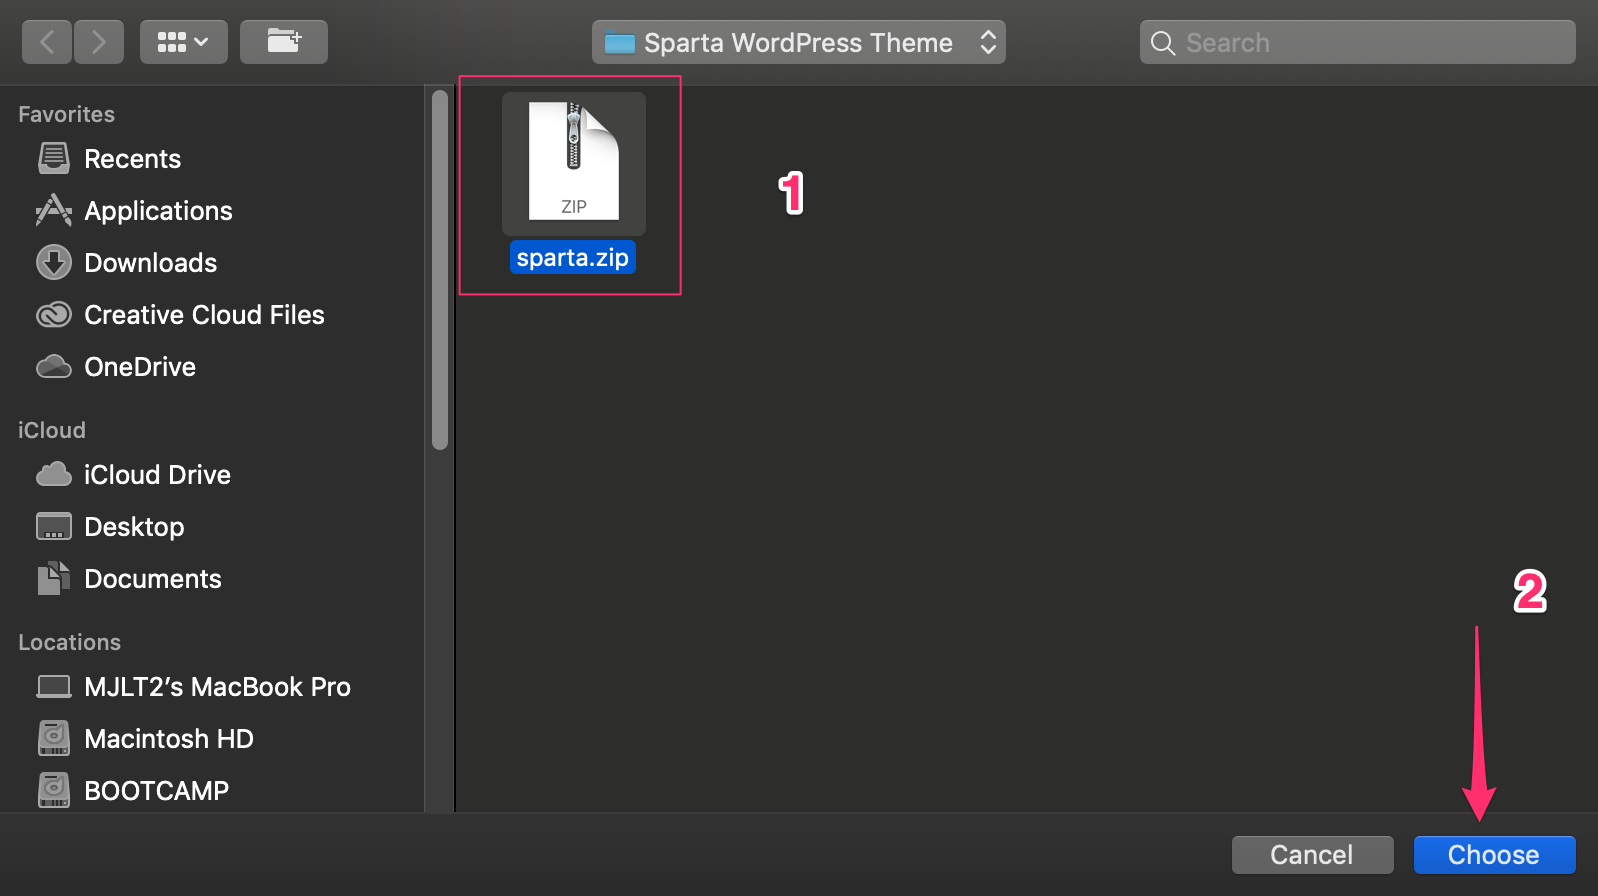 Sparta WordPress Theme
Search
Favorites
Recents
Applications
Downloads
Creative Cloud Files
OneDrive
iCloud
iCloud Drive
Desktop
Documents
Locations
MJLT2’s MacBook Pro
Macintosh HD
BOOTCAMP
ZIP
sparta.zip
1
2
Cancel
Choose